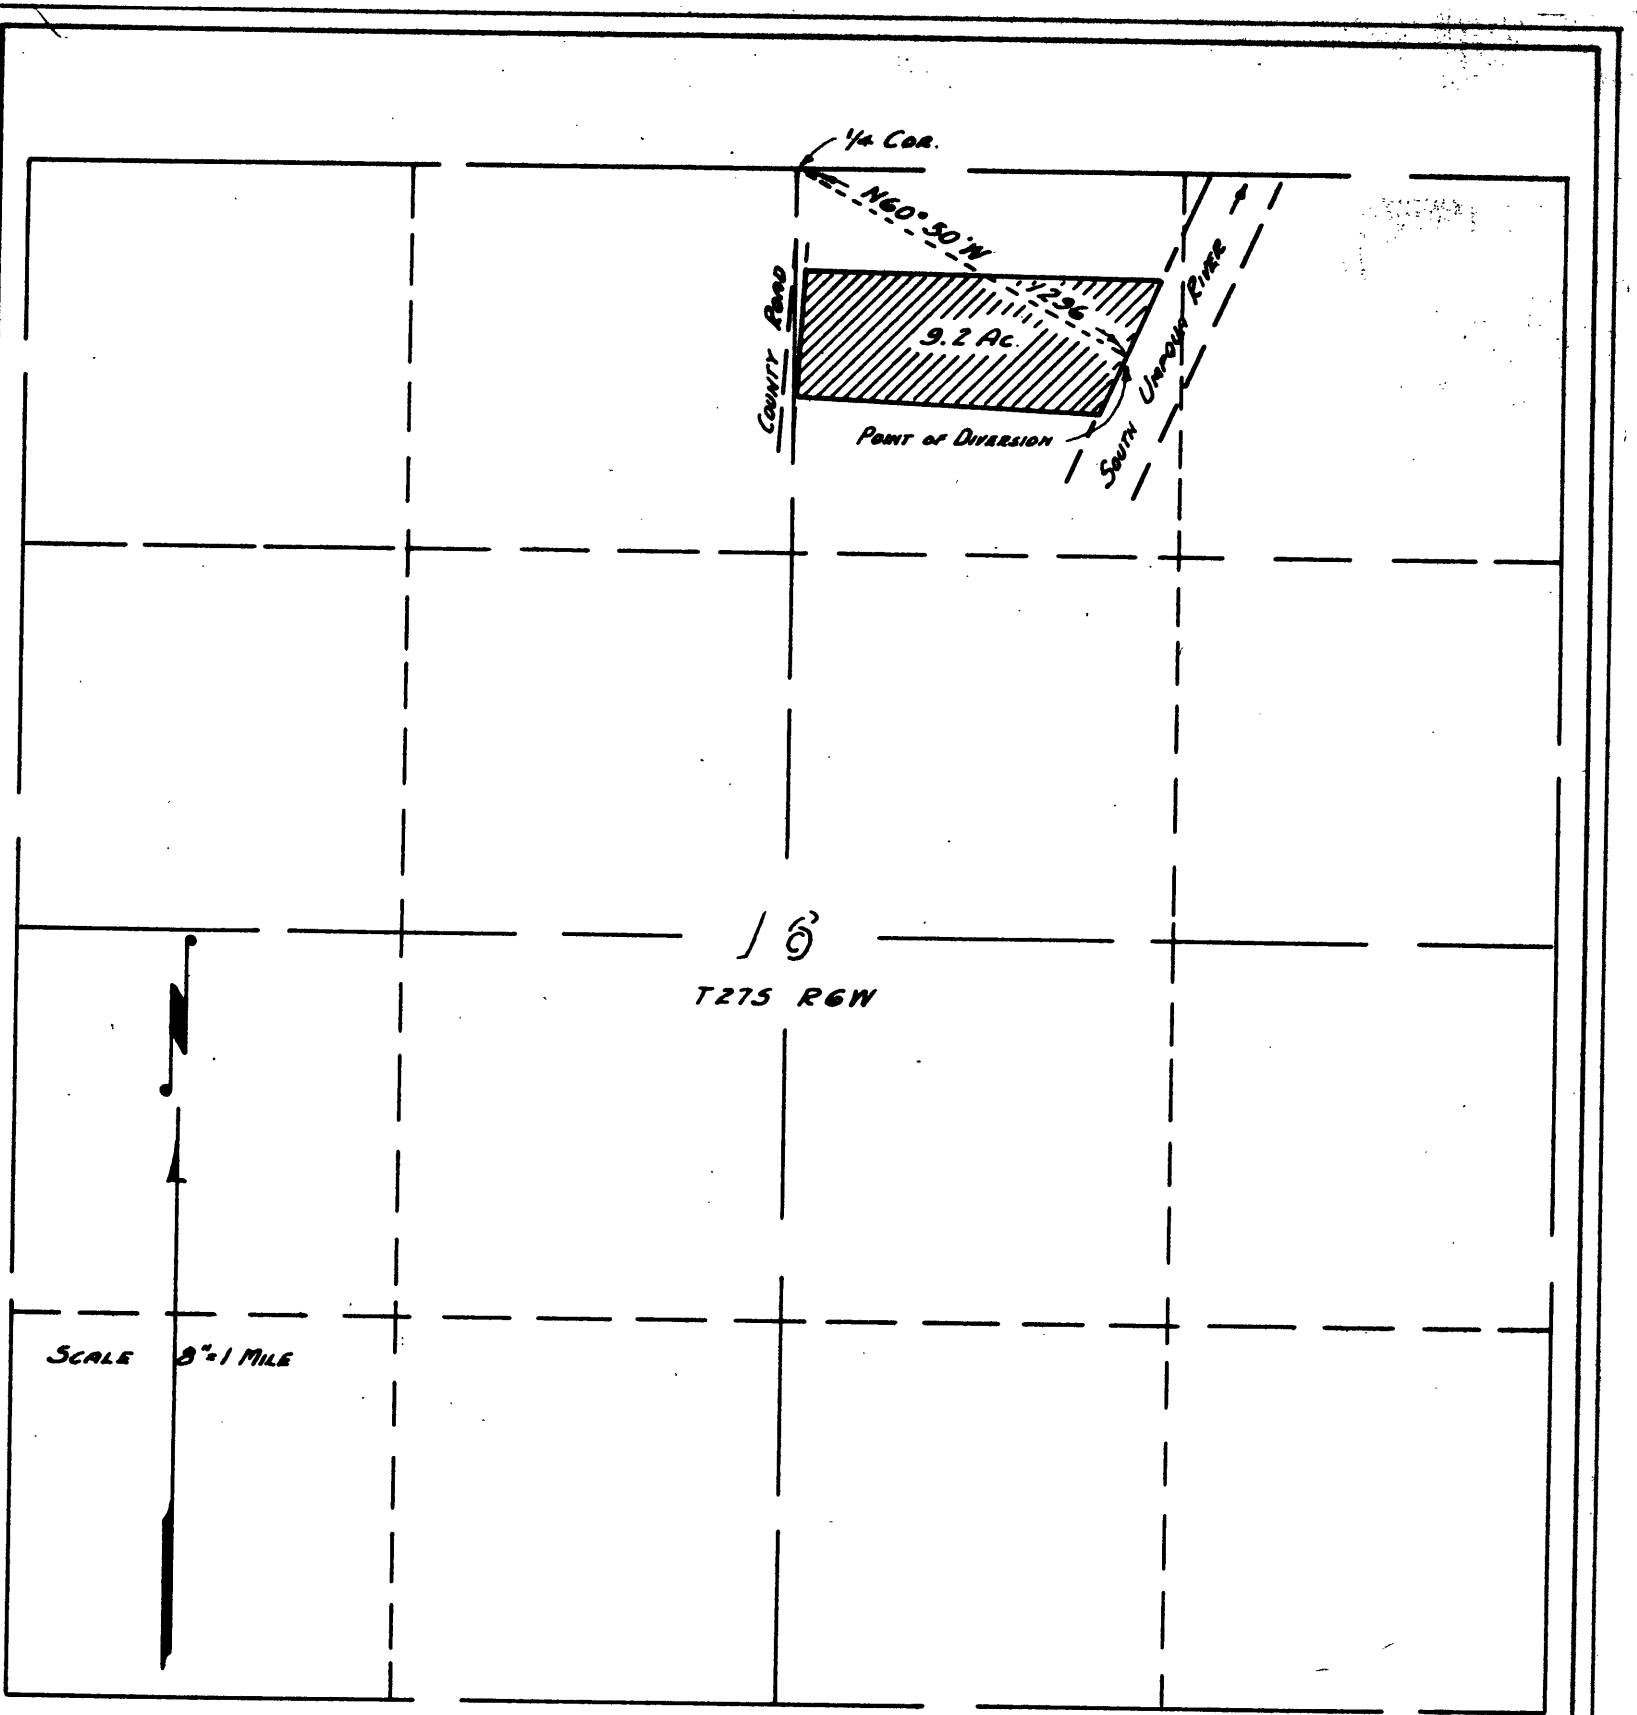 1/4 COR.
N60°50'W
1296
9.2 Ac.
COUNTY ROAD
SOUTH UMPQUA RIVER
POINT OF DIVERSION
16
T27S R6W
N
SCALE 8"=1 MILE